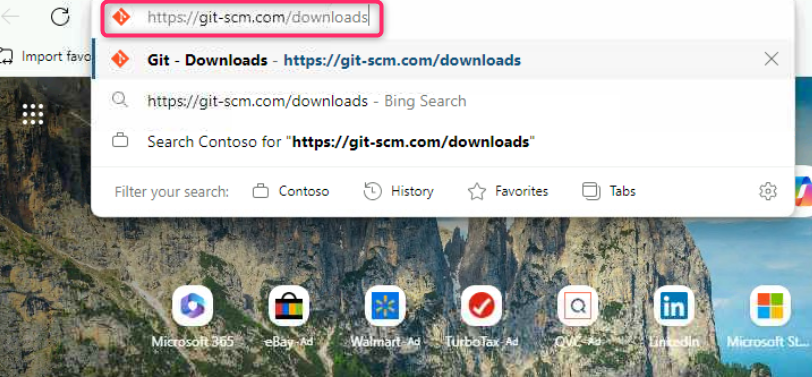 https://git-scm.com/downloads
Import favo
Git - Downloads - https://git-scm.com/downloads
https://git-scm.com/downloads - Bing Search
Search Contoso for "https://git-scm.com/downloads"
Filter your search: Contoso History Favorites Tabs
Microsoft 365 eBay - Ad Walmart - Ad TurboTax - Ad QVC - Ad LinkedIn Microsoft St...